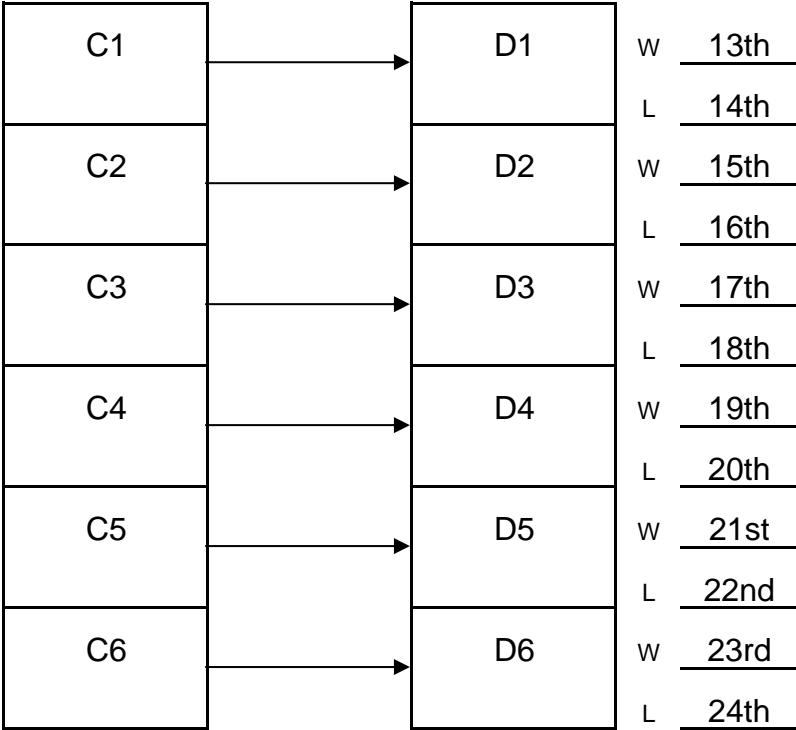 C1 D1 W 13th
L 14th
C2 D2 W 15th
L 16th
C3 D3 W 17th
L 18th
C4 D4 W 19th
L 20th
C5 D5 W 21st
L 22nd
C6 D6 W 23rd
L 24th